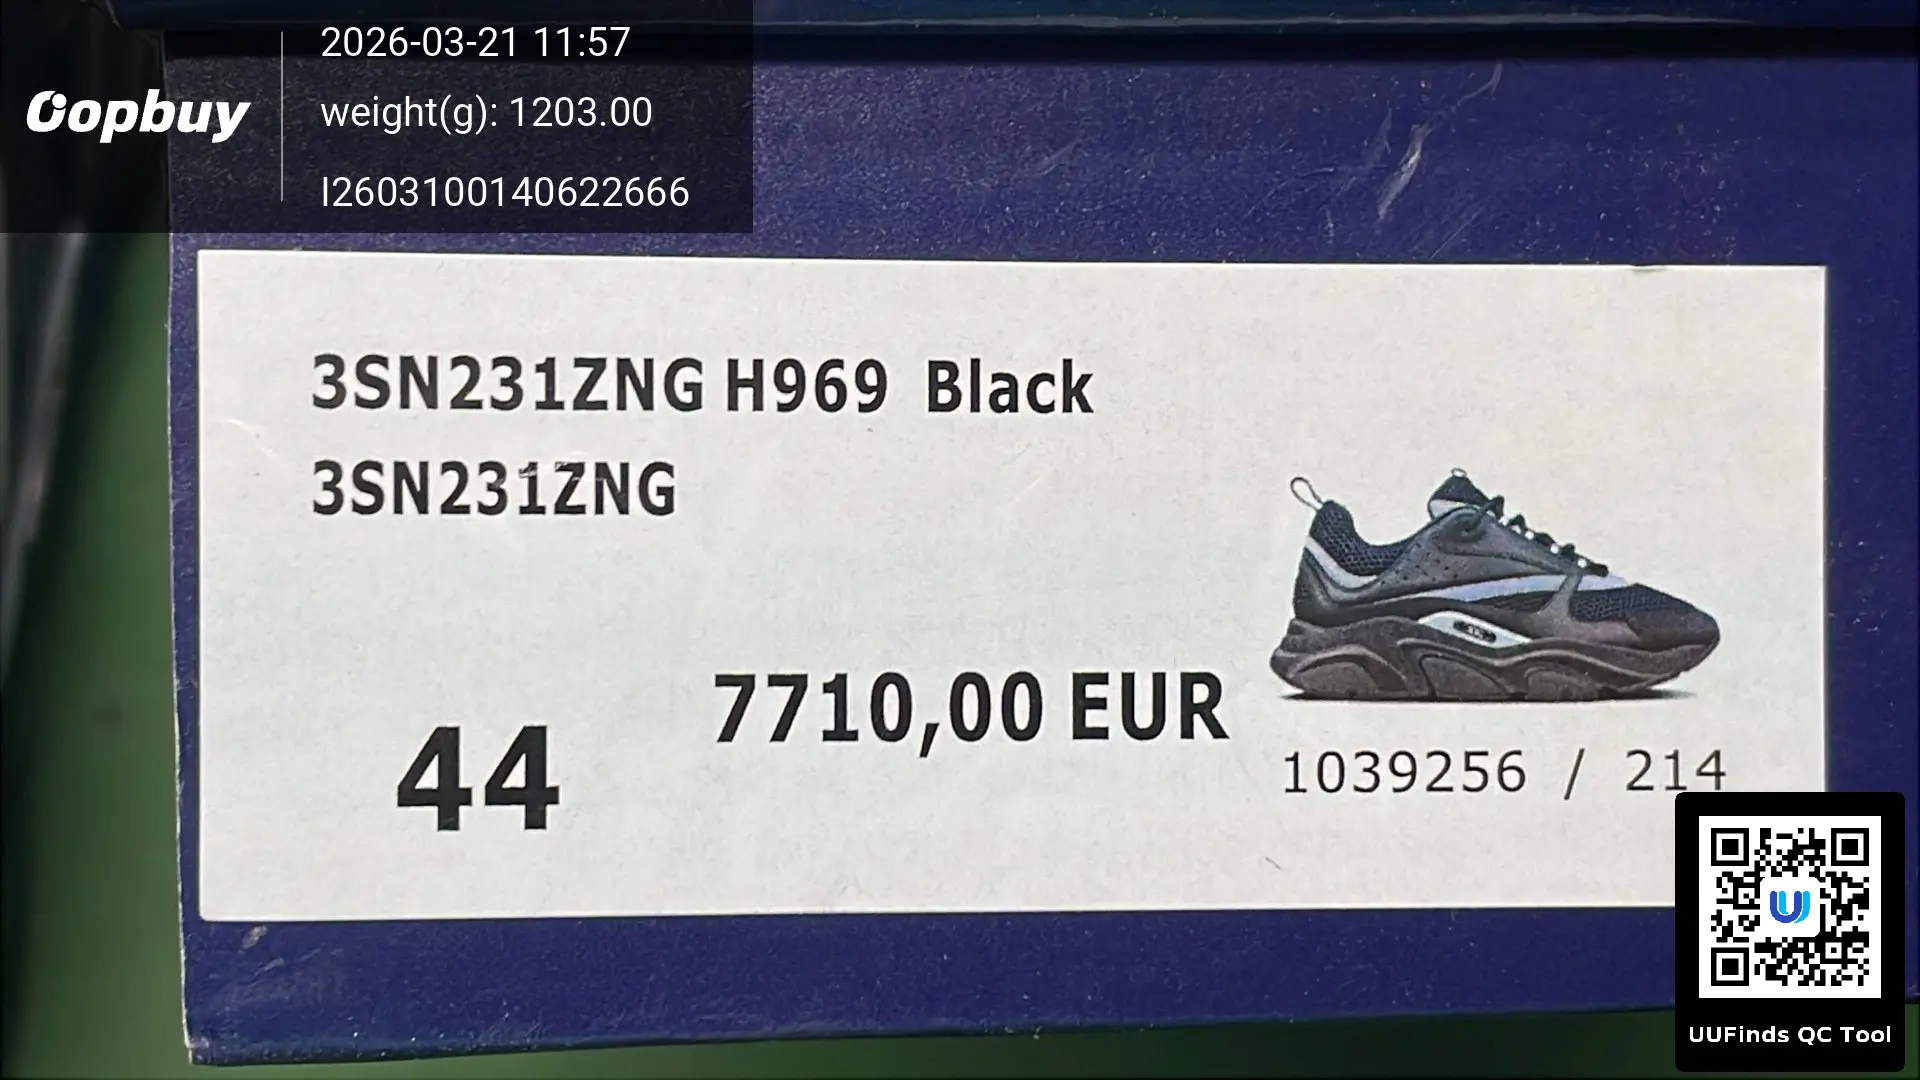 Oopbuy
2026-03-21 11:57
weight(g): 1203.00
I2603100140622666
3SN231ZNG H969 Black
3SN231ZNG
7710,00 EUR
44
1039256 / 214
UUFinds QC Tool